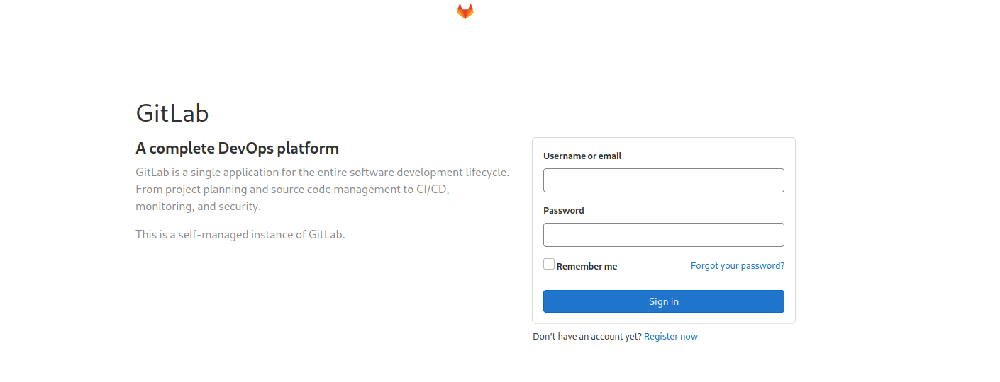 GitLab
A complete DevOps platform
GitLab is a single application for the entire software development lifecycle.
From project planning and source code management to CI/CD,
monitoring, and security.
This is a self-managed instance of GitLab.
Username or email
Password
Remember me
Forgot your password?
Sign in
Don't have an account yet? Register now